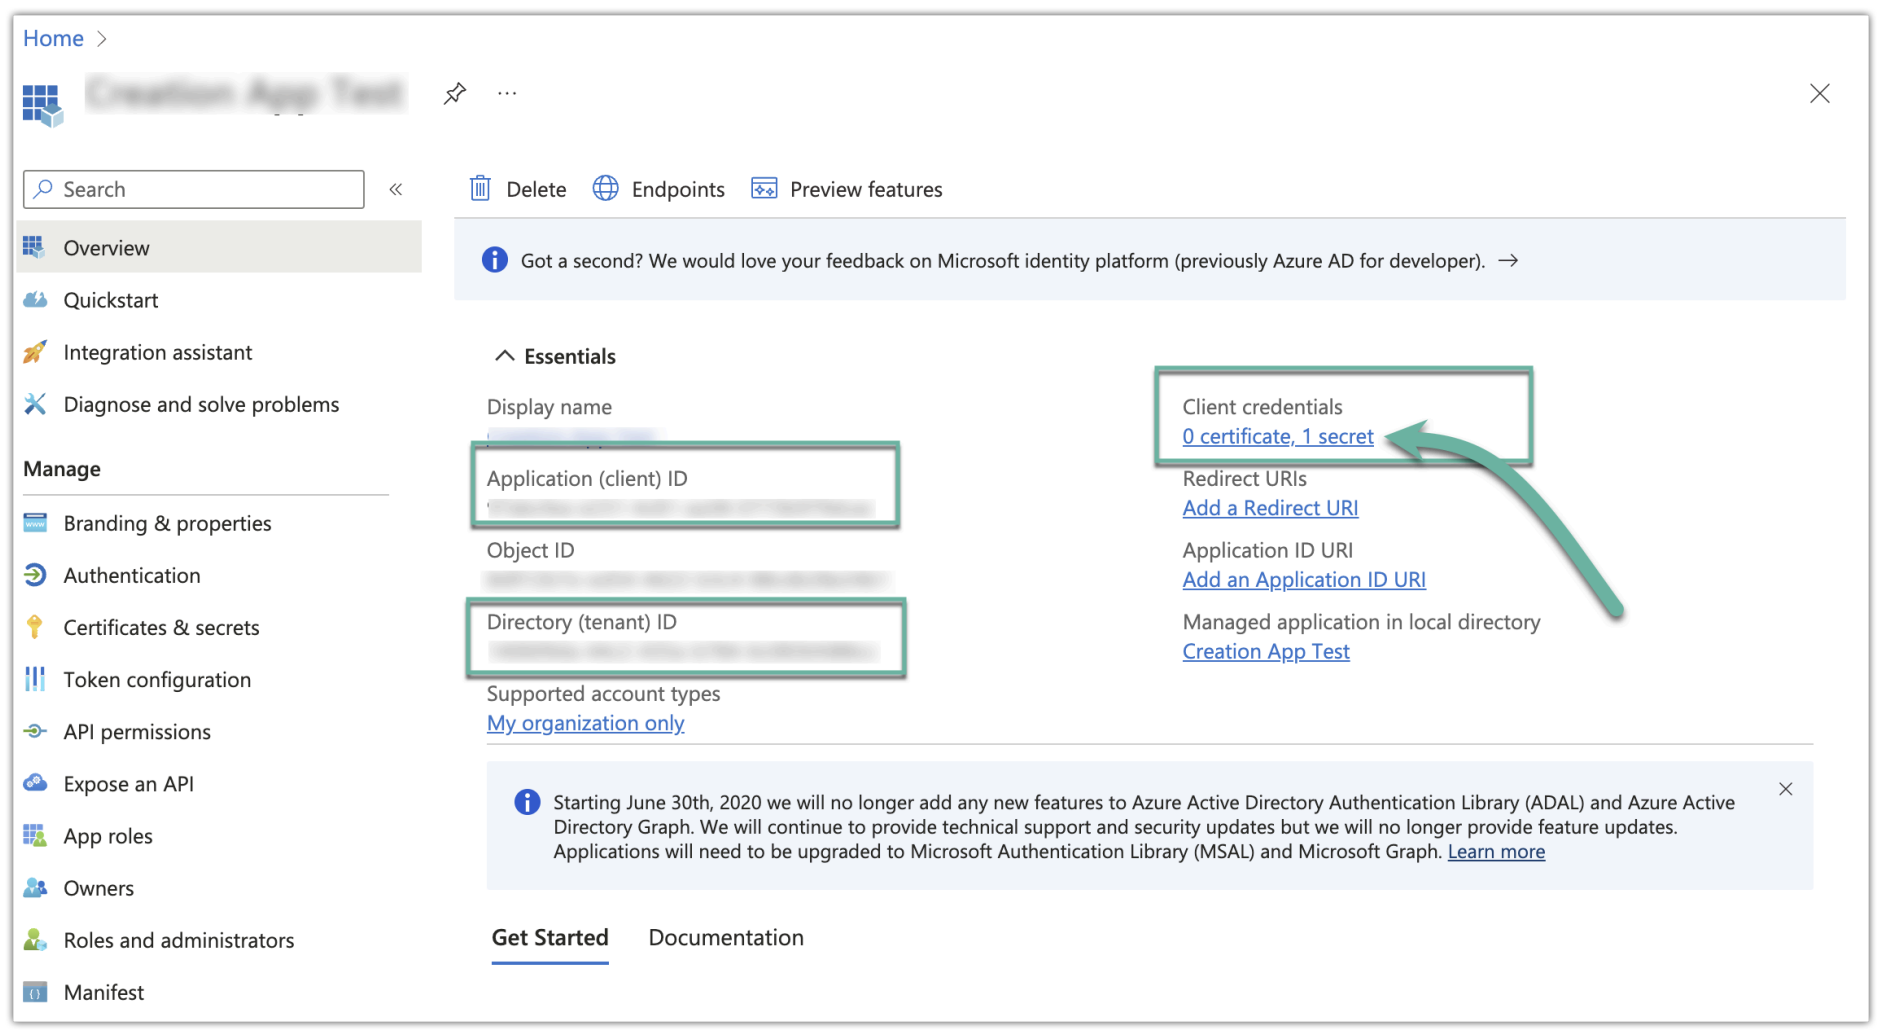 Home
Creation App Test
Search
Delete
Endpoints
Preview features
Overview
Quickstart
Integration assistant
Diagnose and solve problems
Manage
Branding & properties
Authentication
Certificates & secrets
Token configuration
API permissions
Expose an API
App roles
Owners
Roles and administrators
Manifest
Got a second? We would love your feedback on Microsoft identity platform (previously Azure AD for developer).
Essentials
Display name
Application (client) ID
Object ID
Directory (tenant) ID
Supported account types
My organization only
Client credentials
0 certificate, 1 secret
Redirect URIs
Add a Redirect URI
Application ID URI
Add an Application ID URI
Managed application in local directory
Creation App Test
Starting June 30th, 2020 we will no longer add any new features to Azure Active Directory Authentication Library (ADAL) and Azure Active
Directory Graph. We will continue to provide technical support and security updates but we will no longer provide feature updates.
Applications will need to be upgraded to Microsoft Authentication Library (MSAL) and Microsoft Graph. Learn more
Get Started
Documentation